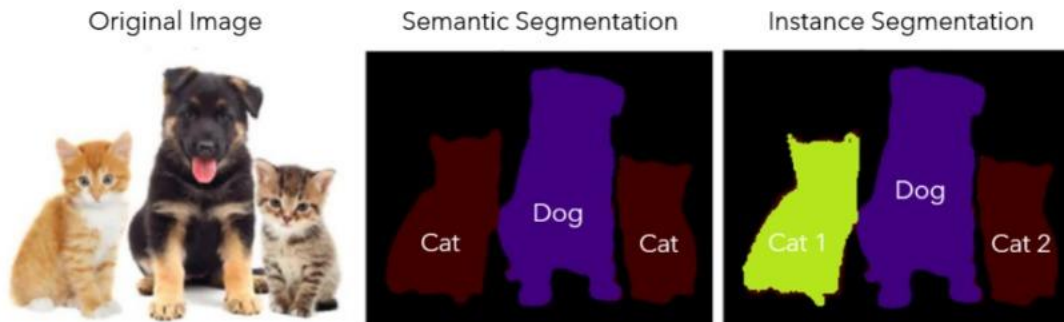 Original Image
Semantic Segmentation
Instance Segmentation
Cat
Dog
Cat
Cat 1
Dog
Cat 2